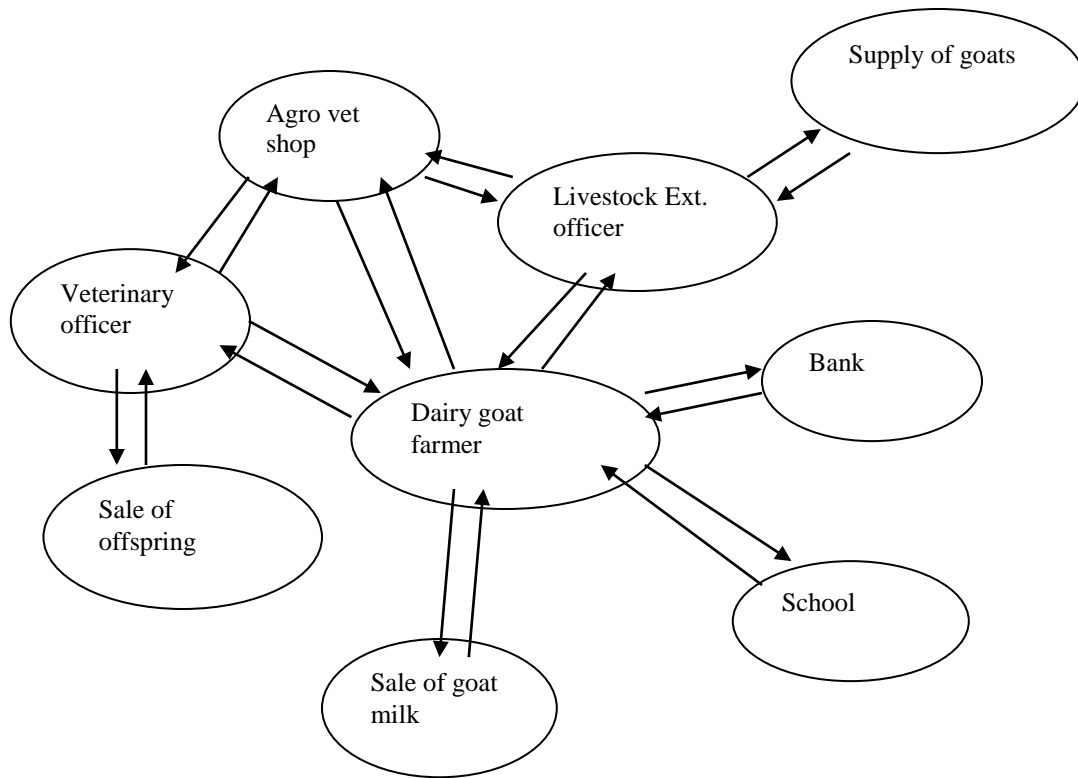 Supply of goats
Agro vet
shop
Livestock Ext.
officer
Veterinary
officer
Bank
Dairy goat
farmer
Sale of
offspring
School
Sale of goat
milk